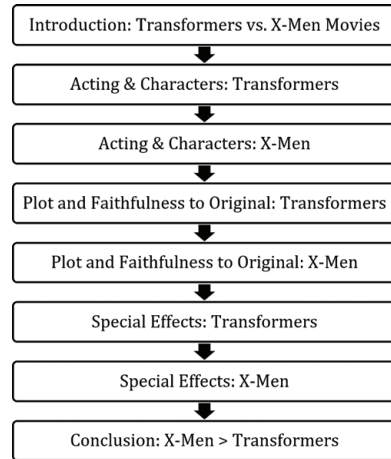 Introduction: Transformers vs. X-Men Movies
Acting & Characters: Transformers
Acting & Characters: X-Men
Plot and Faithfulness to Original: Transformers
Plot and Faithfulness to Original: X-Men
Special Effects: Transformers
Special Effects: X-Men
Conclusion: X-Men > Transformers